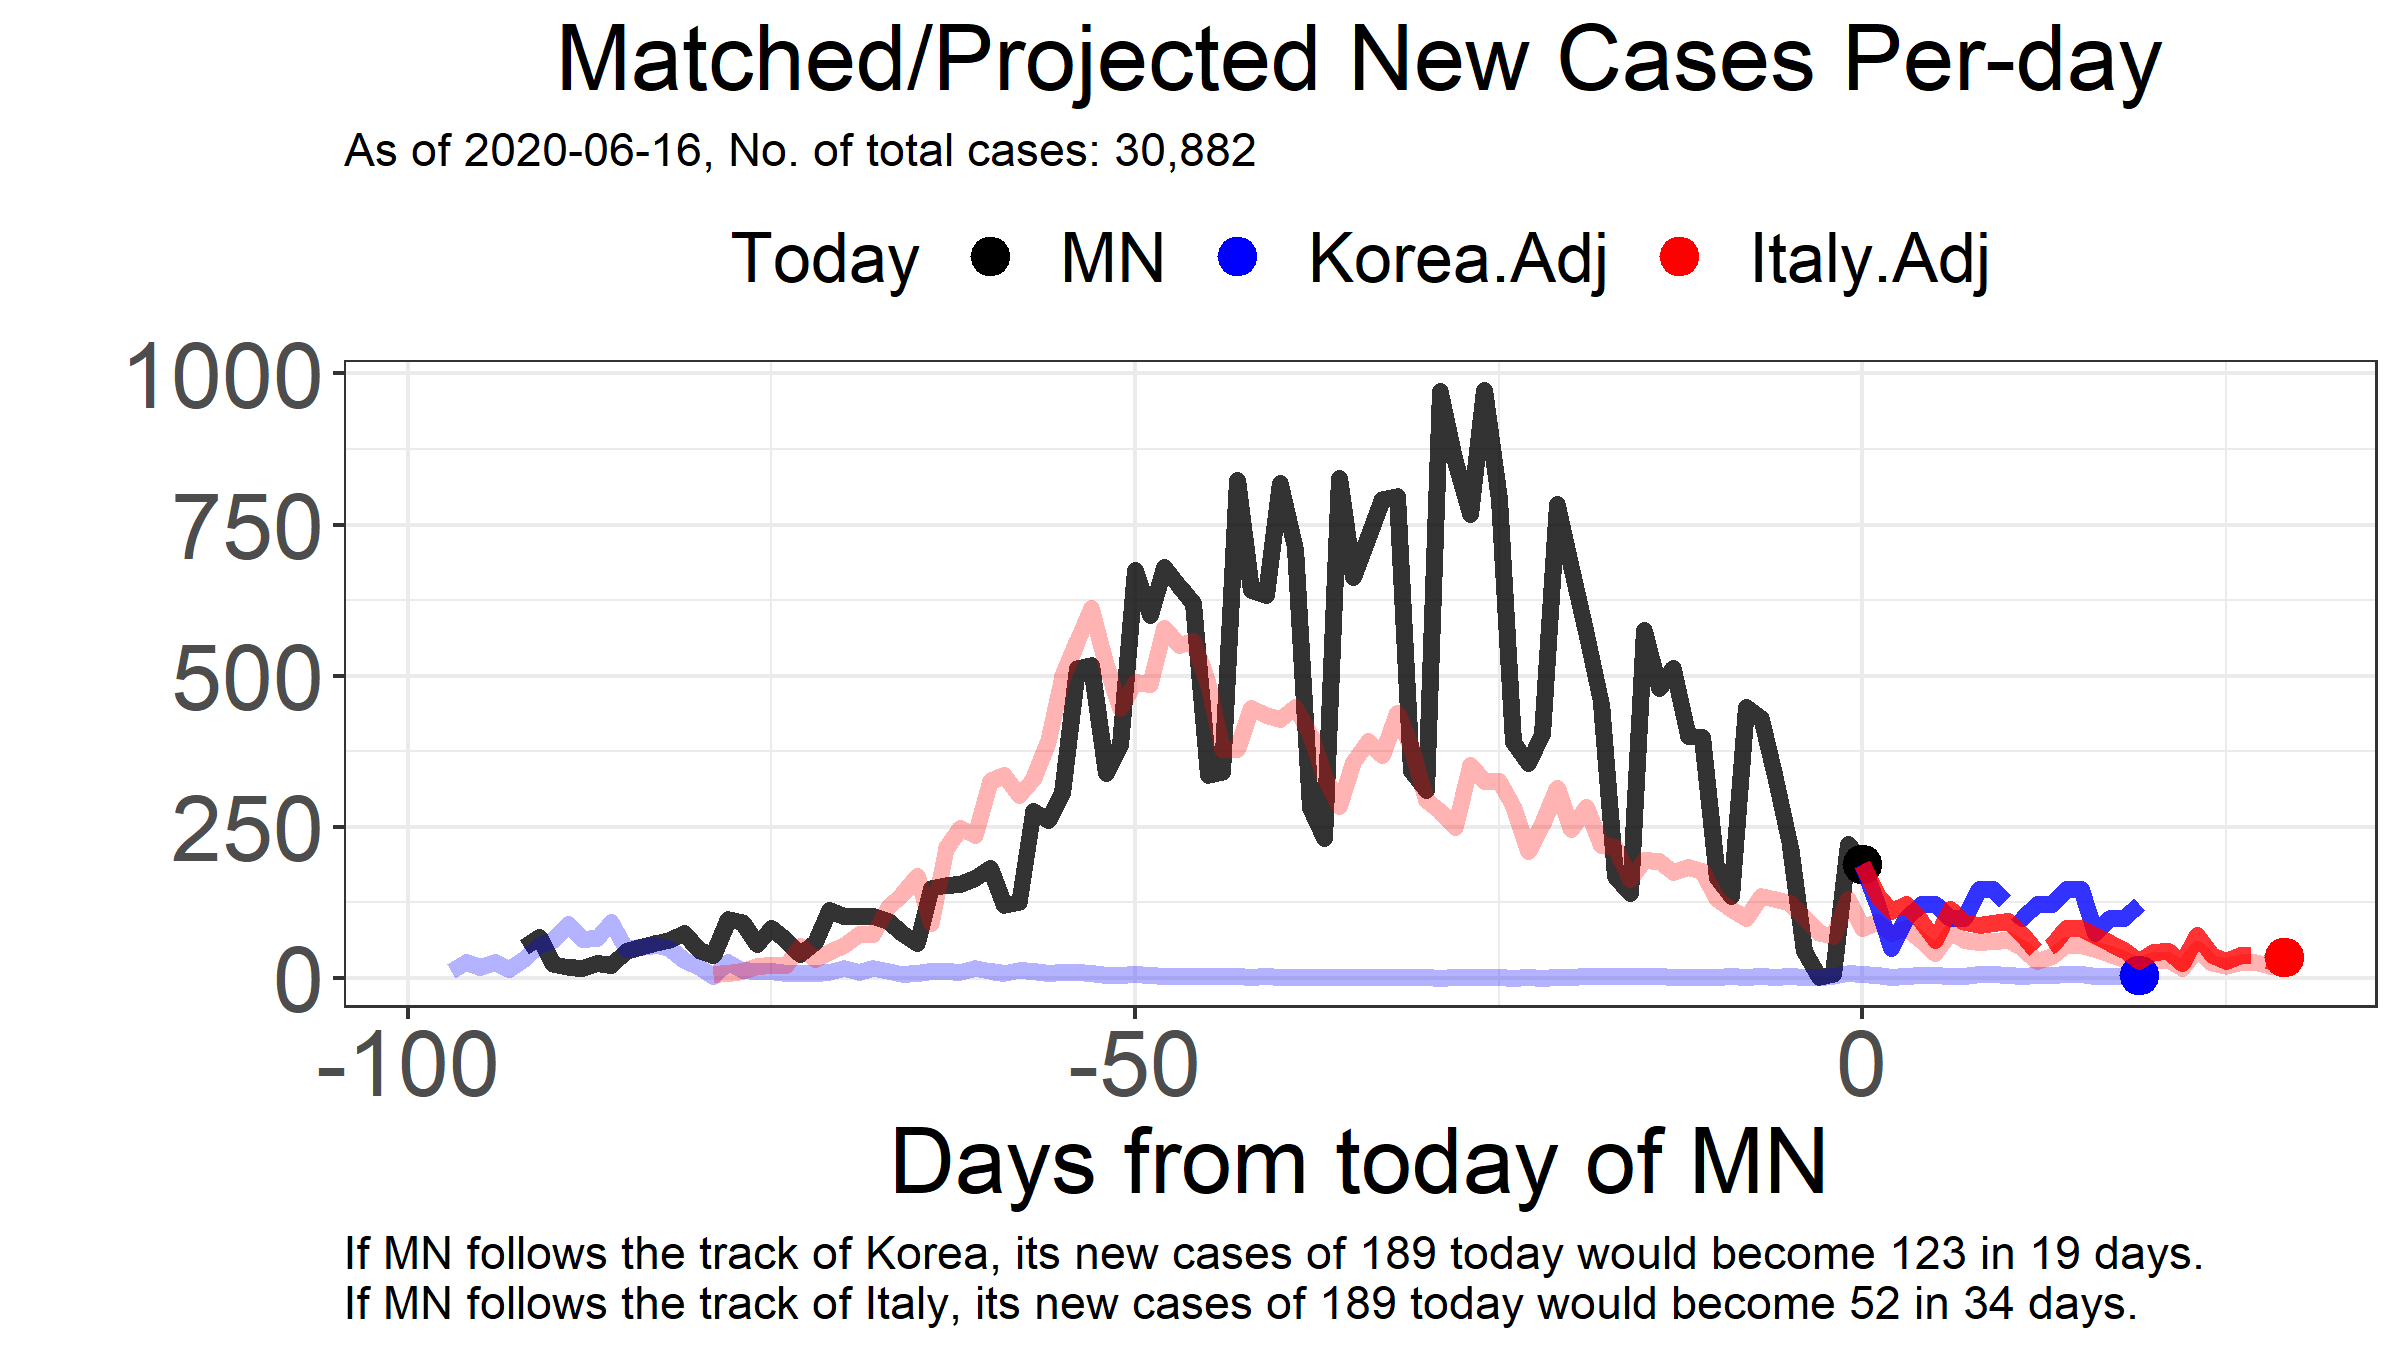 Matched/Projected New Cases Per-day
As of 2020-06-16, No. of total cases: 30,882
Today MN Korea.Adj Italy.Adj
1000
750
500
250
0
-100 -50 0
Days from today of MN
If MN follows the track of Korea, its new cases of 189 today would become 123 in 19 days.
If MN follows the track of Italy, its new cases of 189 today would become 52 in 34 days.